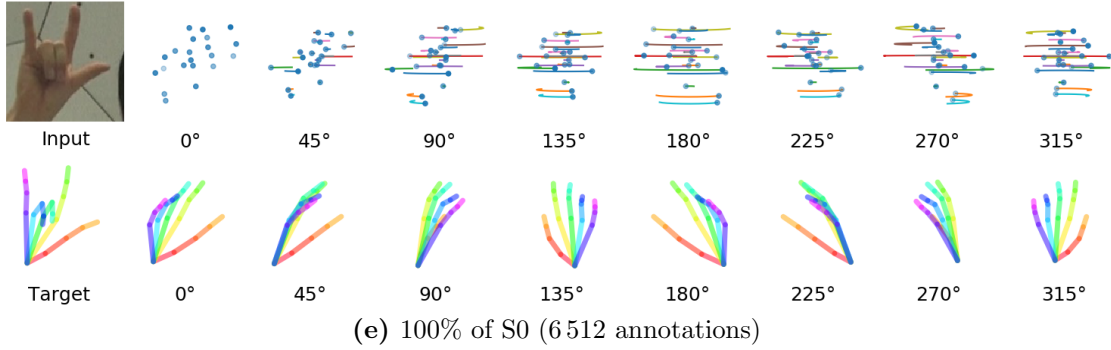 Input 0° 45° 90° 135° 180° 225° 270° 315°
Target 0° 45° 90° 135° 180° 225° 270° 315°
(e) 100% of S0 (6 512 annotations)